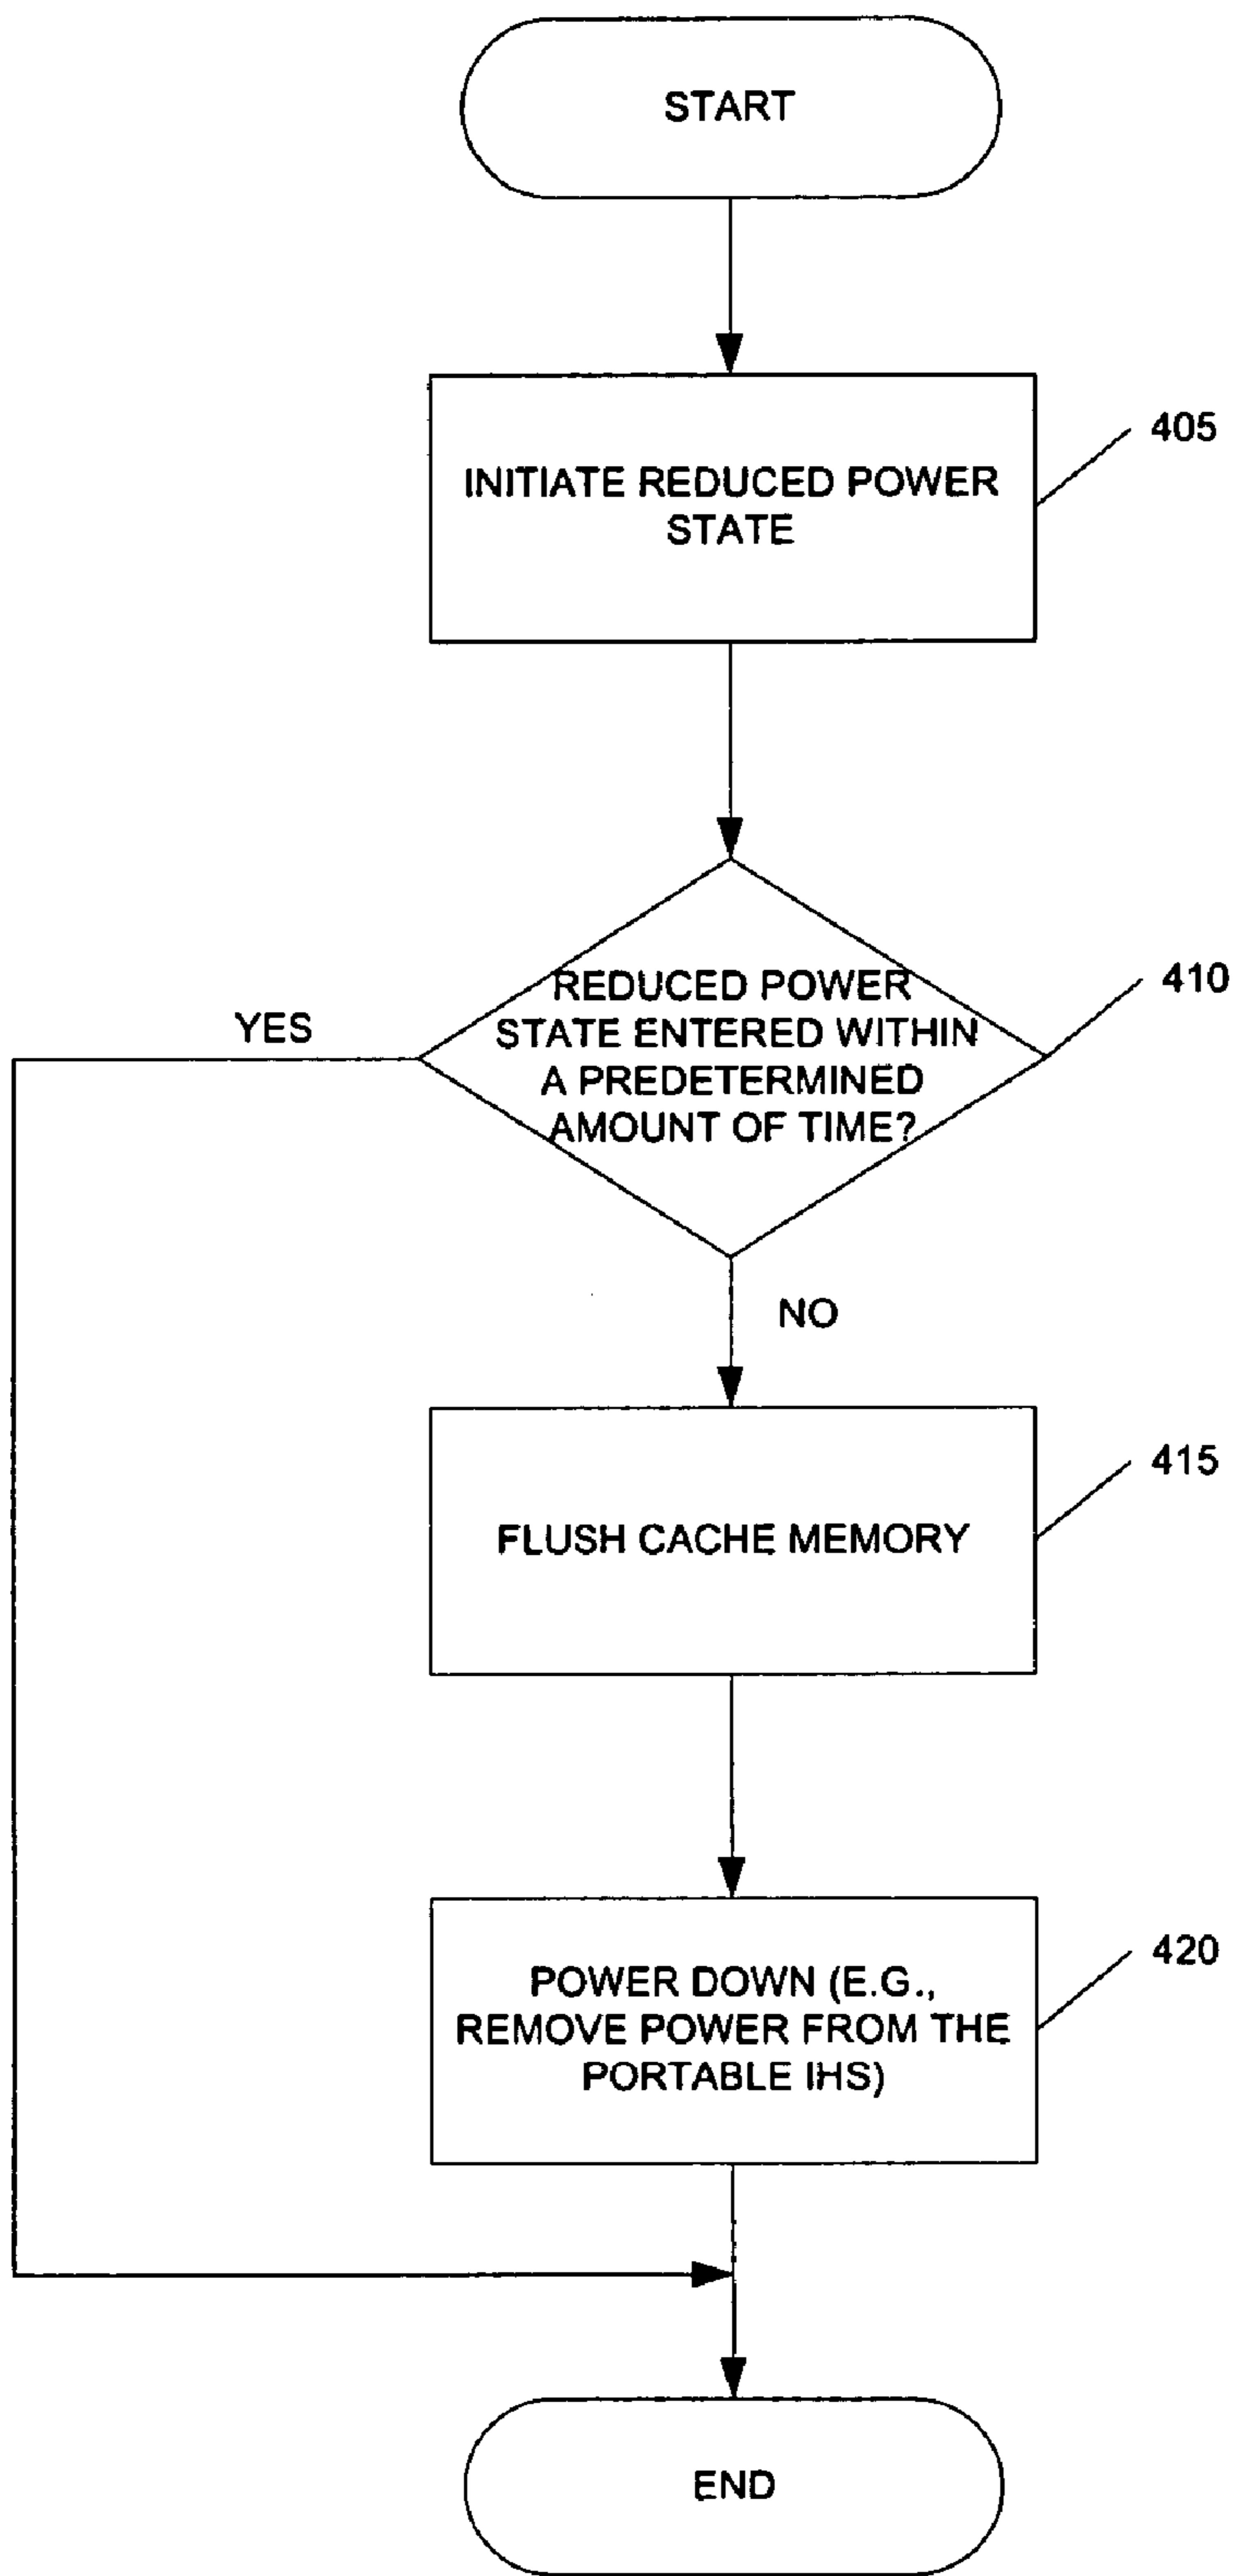 START
405
INITIATE REDUCED POWER
STATE
410
REDUCED POWER
STATE ENTERED WITHIN
A PREDETERMINED
AMOUNT OF TIME?
YES
NO
415
FLUSH CACHE MEMORY
420
POWER DOWN (E.G.,
REMOVE POWER FROM THE
PORTABLE IHS)
END